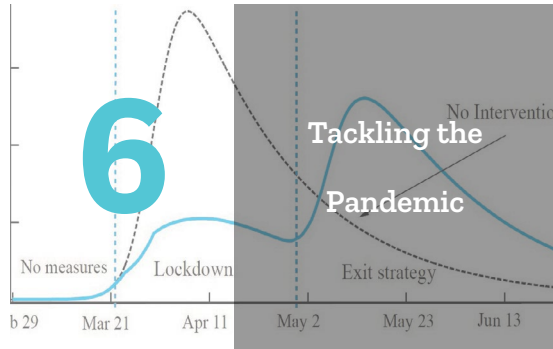 6
Tackling the
Pandemic
No Interventio
No measures
Lockdown
Exit strategy
b 29
Mar 21
Apr 11
May 2
May 23
Jun 13